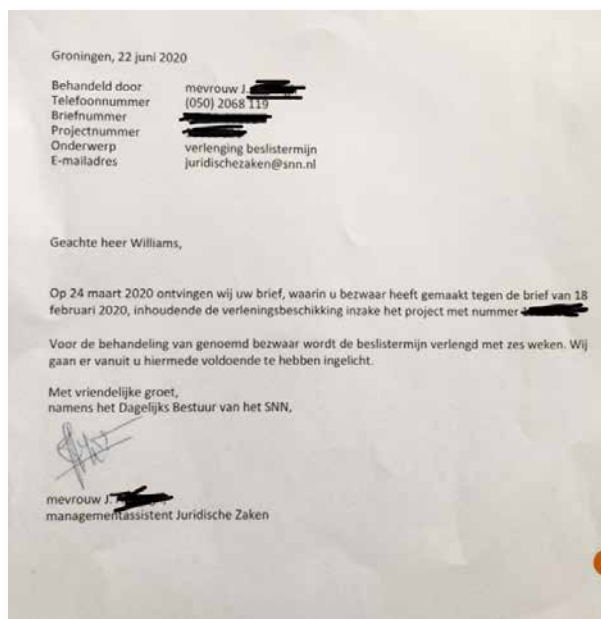 Groningen, 22 juni 2020
Behandeld door mevrouw J.
Telefoonnummer (050) 2068 119
Briefnummer
Projectnummer
Onderwerp verlenging beslistermijn
E-mailadres juridischezaken@snn.nl
Geachte heer Williams,
Op 24 maart 2020 ontvingen wij uw brief, waarin u bezwaar heeft gemaakt tegen de brief van 18
februari 2020, inhoudende de verleningsbeschikking inzake het project met nummer
Voor de behandeling van genoemd bezwaar wordt de beslistermijn verlengd met zes weken. Wij
gaan er vanuit u hiermede voldoende te hebben ingelicht.
Met vriendelijke groet,
namens het Dagelijks Bestuur van het SNN,
mevrouw J.
managementassistent Juridische Zaken